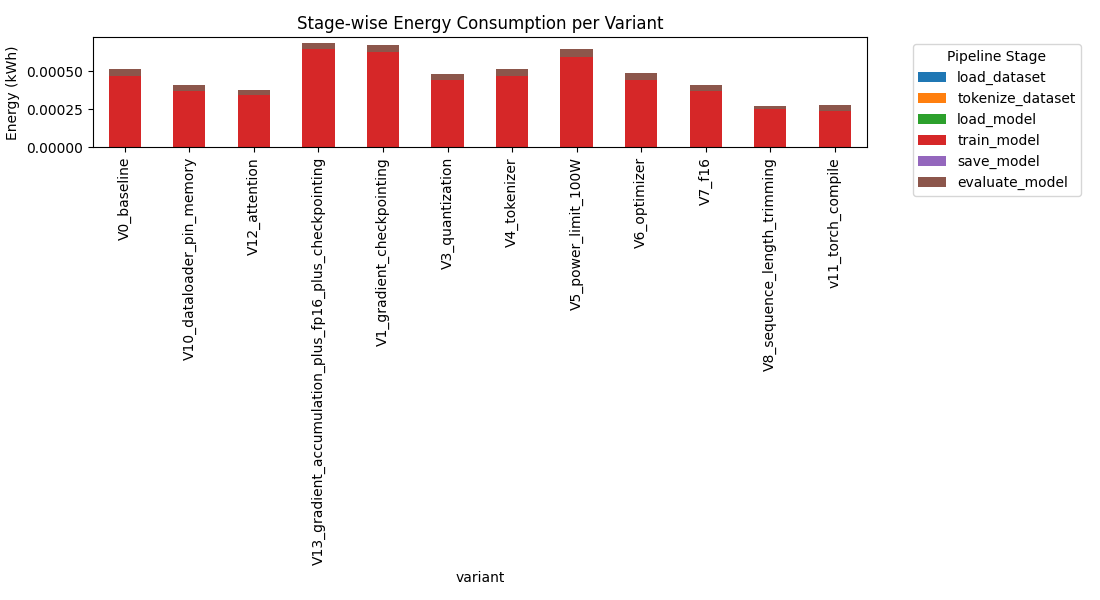 Stage-wise Energy Consumption per Variant
Energy (kWh)
0.00050
0.00025
0.00000
V0_baseline
V10_dataloader_pin_memory
V12_attention
V13_gradient_accumulation_plus_fp16_plus_checkpointing
V1_gradient_checkpointing
V3_quantization
V4_tokenizer
V5_power_limit_100W
V6_optimizer
V7_f16
V8_sequence_length_trimming
v11_torch_compile
variant
Pipeline Stage
load_dataset
tokenize_dataset
load_model
train_model
save_model
evaluate_model